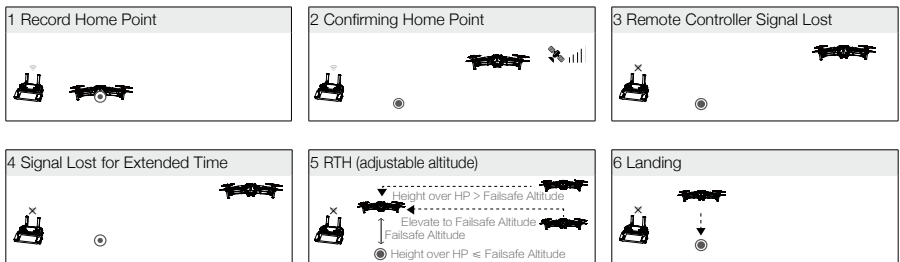 1 Record Home Point
2 Confirming Home Point
3 Remote Controller Signal Lost
4 Signal Lost for Extended Time
5 RTH (adjustable altitude)
Height over HP > Failsafe Altitude
Elevate to Failsafe Altitude
Failsafe Altitude
Height over HP ≤ Failsafe Altitude
6 Landing